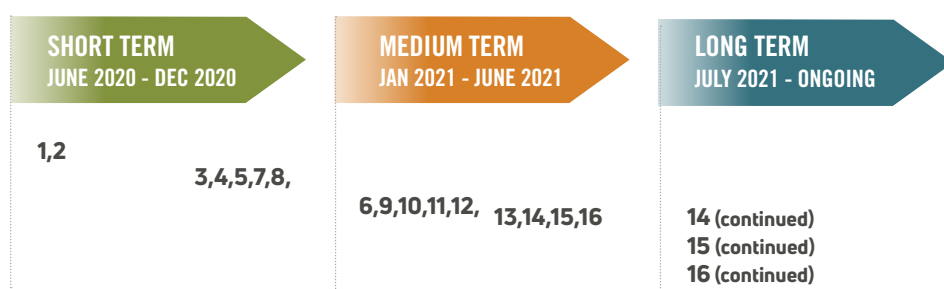 SHORT TERM
JUNE 2020 - DEC 2020
MEDIUM TERM
JAN 2021 - JUNE 2021
LONG TERM
JULY 2021 - ONGOING
1,2
3,4,5,7,8,
6,9,10,11,12,
13,14,15,16
14 (continued)
15 (continued)
16 (continued)